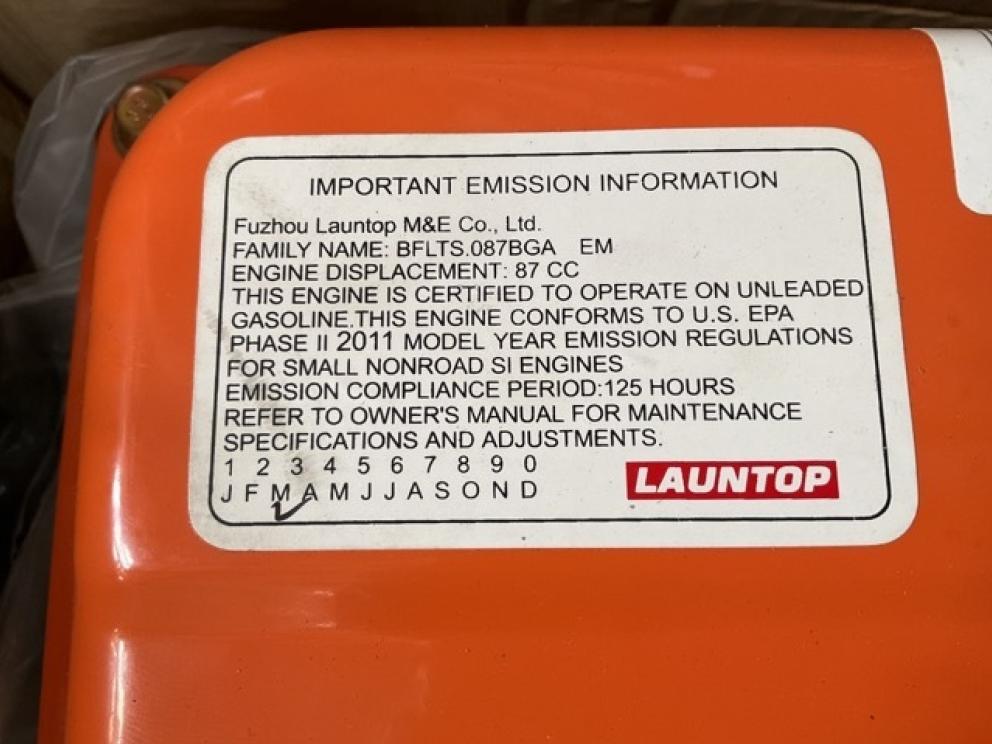 IMPORTANT EMISSION INFORMATION
Fuzhou Launtop M&E Co., Ltd.
FAMILY NAME: BFLTS.087BGA EM
ENGINE DISPLACEMENT: 87 CC
THIS ENGINE IS CERTIFIED TO OPERATE ON UNLEADED
GASOLINE.THIS ENGINE CONFORMS TO U.S. EPA
PHASE II 2011 MODEL YEAR EMISSION REGULATIONS
FOR SMALL NONROAD SI ENGINES
EMISSION COMPLIANCE PERIOD:125 HOURS
REFER TO OWNER'S MANUAL FOR MAINTENANCE
SPECIFICATIONS AND ADJUSTMENTS.
1 2 3 4 5 6 7 8 9 0
J F M A M J J A S O N D
LAUNTOP